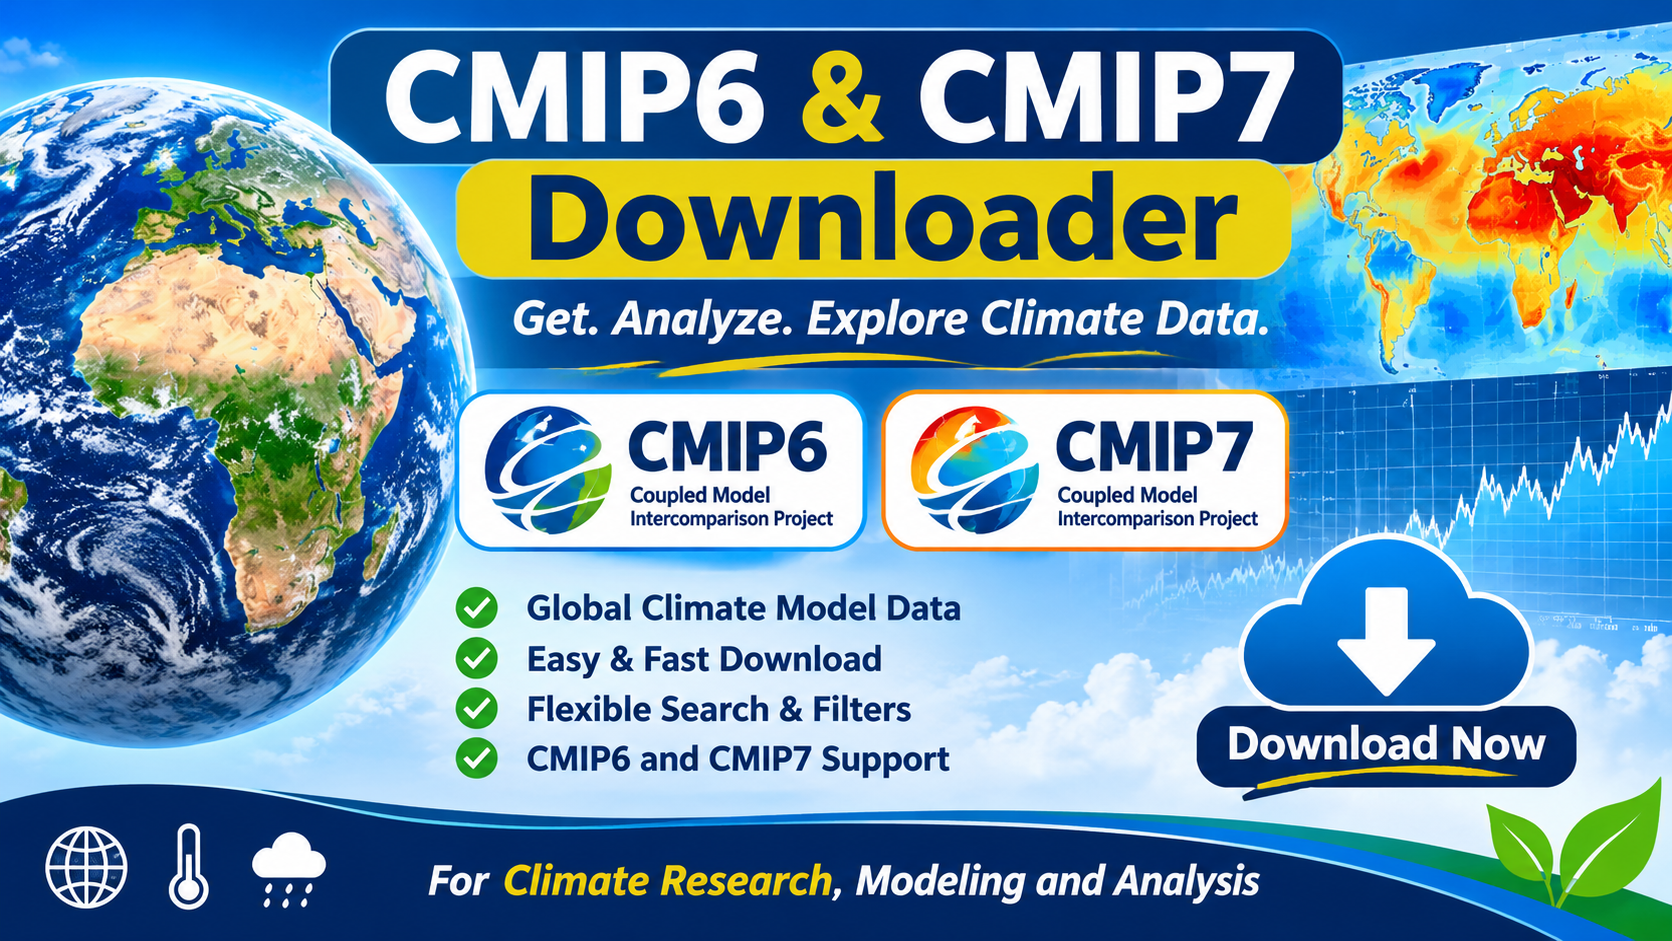 CMIP6 & CMIP7
Downloader
Get. Analyze. Explore Climate Data.
CMIP6
Coupled Model
Intercomparison Project
CMIP7
Coupled Model
Intercomparison Project
Global Climate Model Data
Easy & Fast Download
Flexible Search & Filters
CMIP6 and CMIP7 Support
Download Now
For Climate Research, Modeling and Analysis